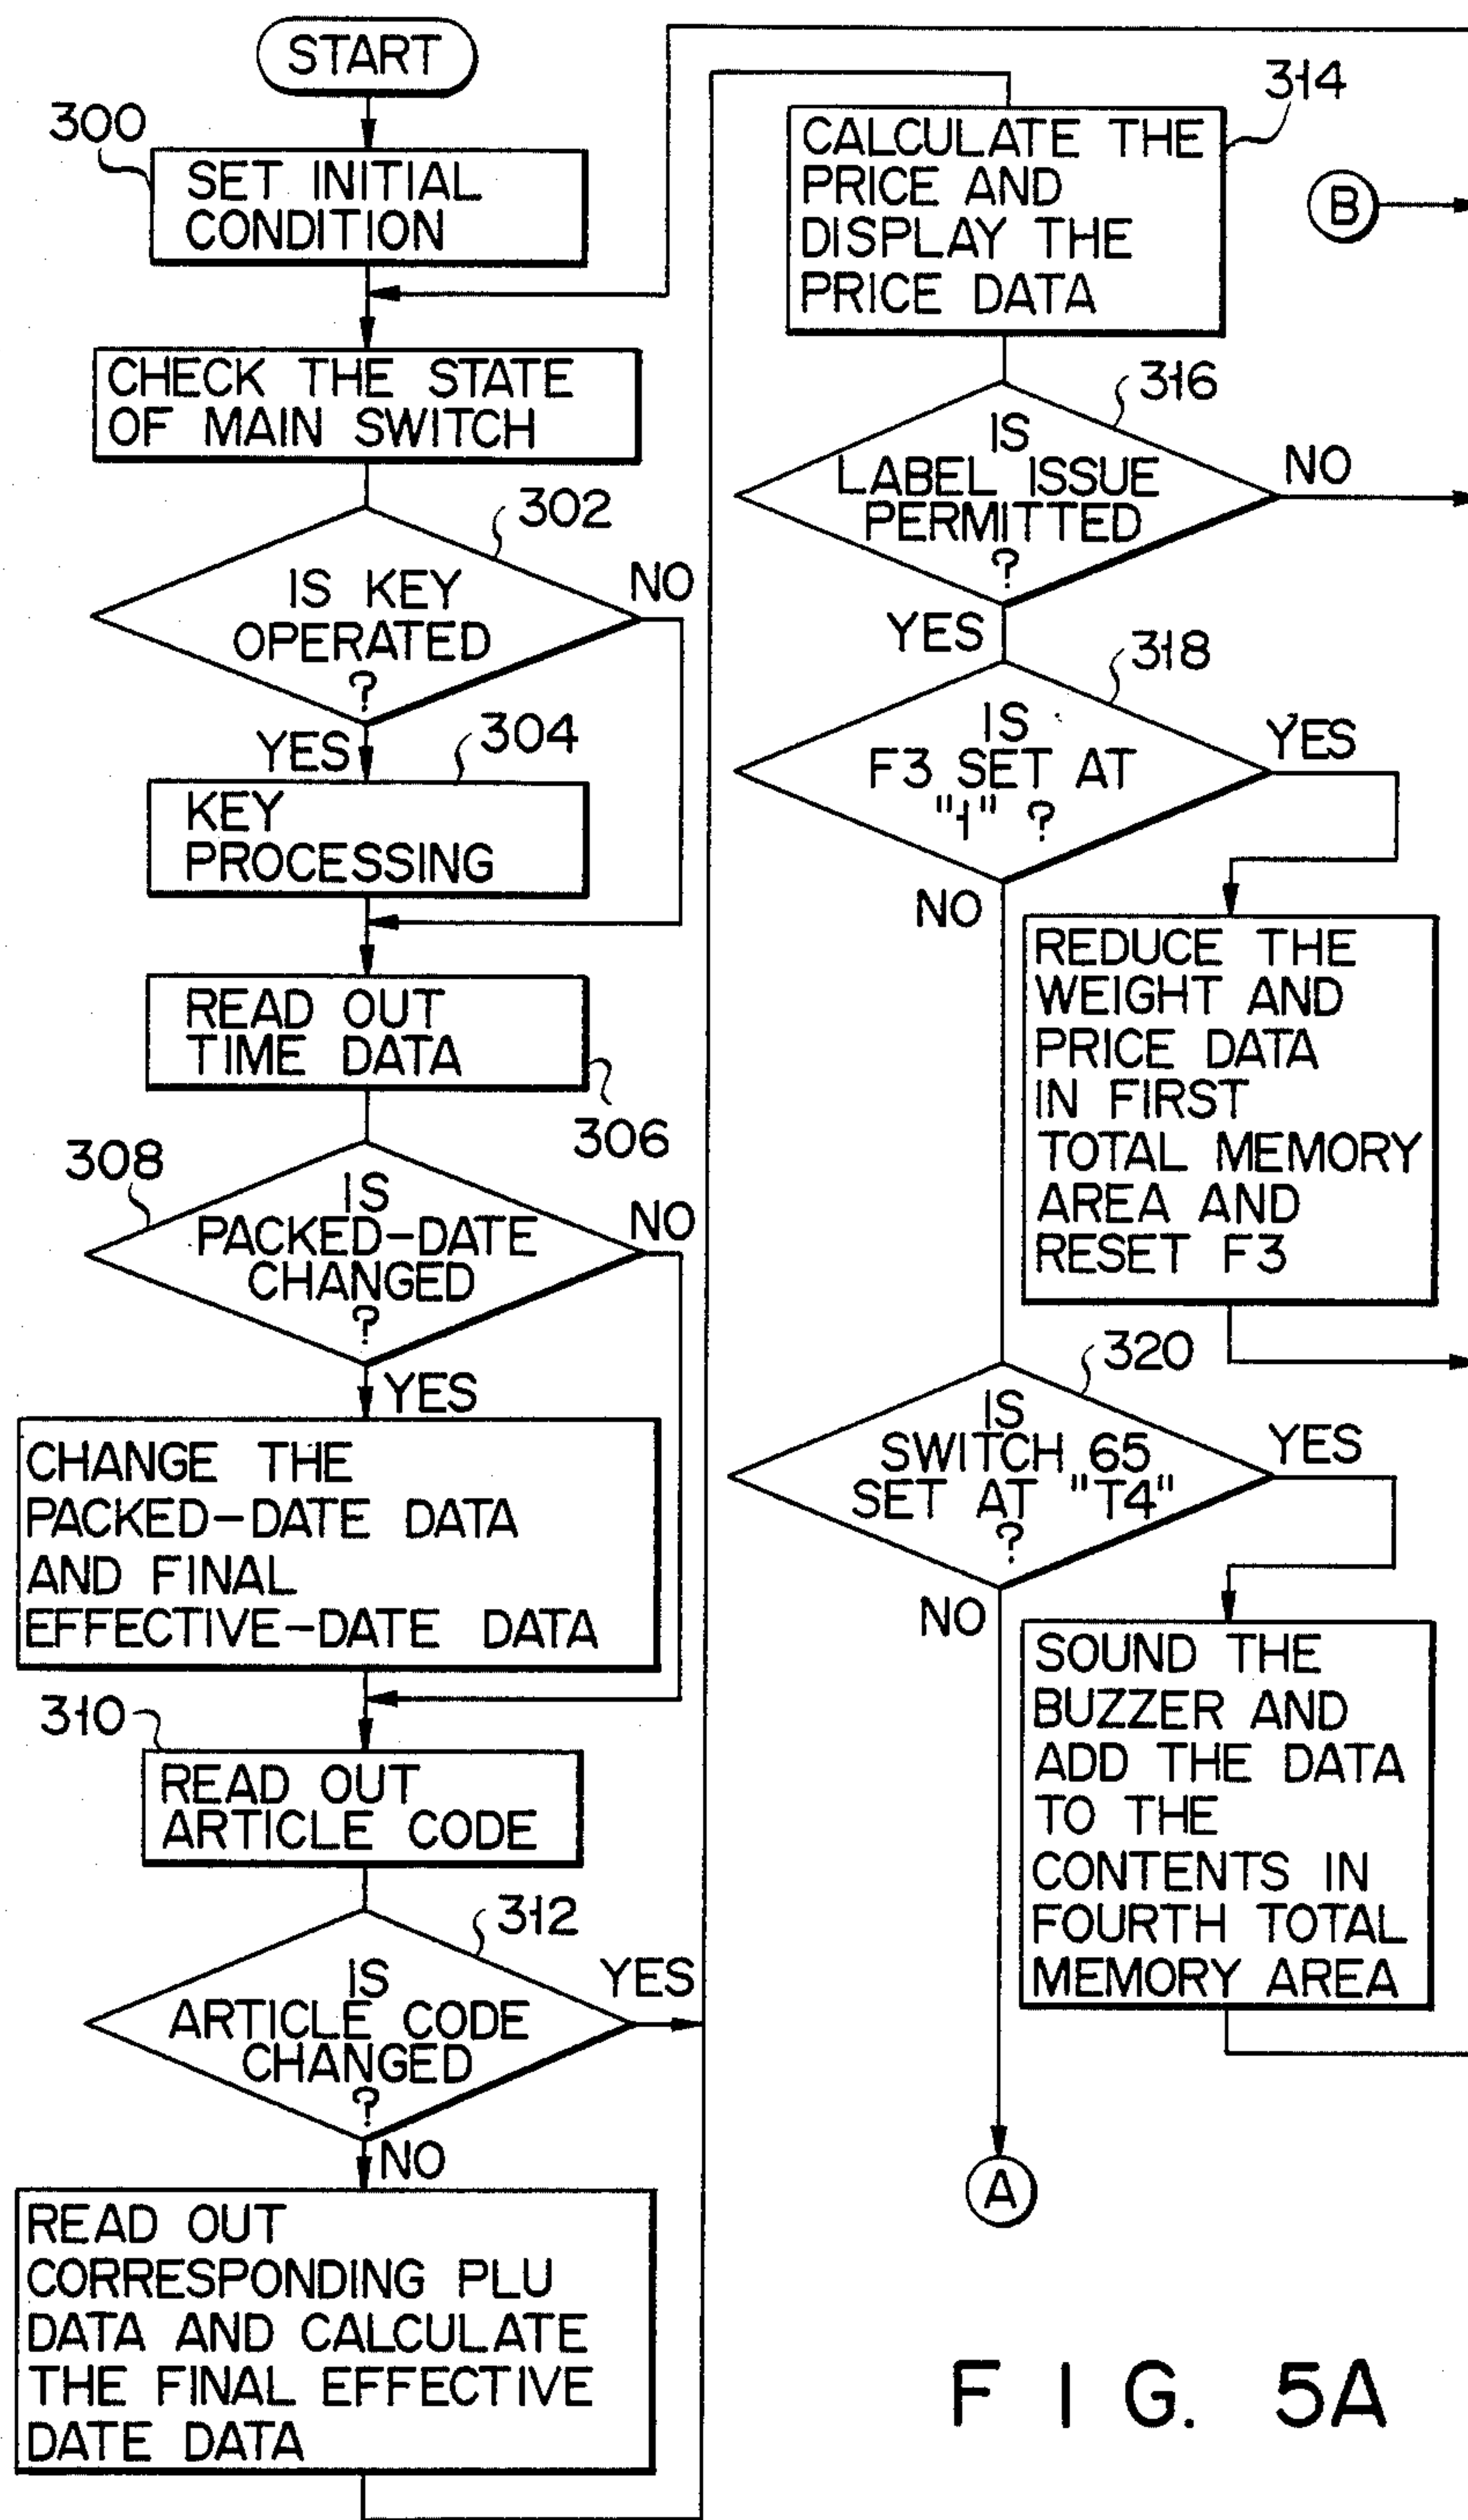 START
300
SET INITIAL
CONDITION
CHECK THE STATE
OF MAIN SWITCH
302
IS KEY
OPERATED
?
NO
YES
304
KEY
PROCESSING
READ OUT
TIME DATA
306
308
IS
PACKED-DATE
CHANGED
?
NO
YES
CHANGE THE
PACKED-DATE DATA
AND FINAL
EFFECTIVE-DATE DATA
310
READ OUT
ARTICLE CODE
312
IS
ARTICLE CODE
CHANGED
?
YES
NO
READ OUT
CORRESPONDING PLU
DATA AND CALCULATE
THE FINAL EFFECTIVE
DATE DATA
314
CALCULATE THE
PRICE AND
DISPLAY THE
PRICE DATA
B
316
IS
LABEL ISSUE
PERMITTED
?
NO
YES
318
IS
F3 SET AT
"1" ?
YES
NO
REDUCE THE
WEIGHT AND
PRICE DATA
IN FIRST
TOTAL MEMORY
AREA AND
RESET F3
320
IS
SWITCH 65
SET AT "T4"
?
YES
NO
SOUND THE
BUZZER AND
ADD THE DATA
TO THE
CONTENTS IN
FOURTH TOTAL
MEMORY AREA
A
FIG. 5A